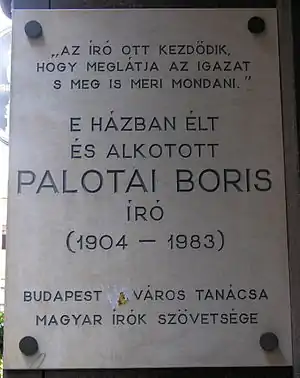 „AZ ÍRÓ OTT KEZDŐDIK,
HOGY MEGLÁTJA AZ IGAZAT
S MEG IS MERI MONDANI."
E HÁZBAN ÉLT
ÉS ALKOTOTT
PALOTAI BORIS
ÍRÓ
(1904 – 1983)
BUDAPEST VÁROS TANÁCSA
MAGYAR ÍRÓK SZÖVETSÉGE